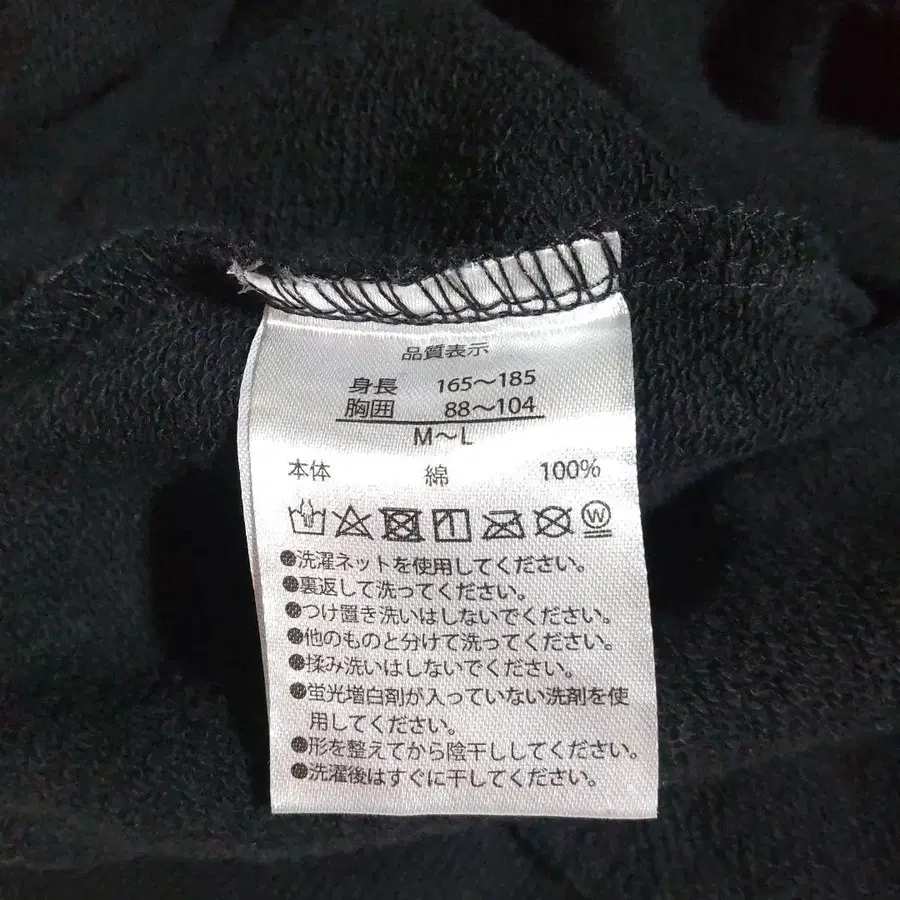 品質表示
身長 165～185
胸囲 88～104
M～L
本体 綿 100%
W
●洗濯ネットを使用してください。
●裏返して洗ってください。
●つけ置き洗いはしないでください。
●他のものと分けて洗ってください。
●揉み洗いはしないでください。
●蛍光増白剤が入っていない洗剤を使
用してください。
●形を整えてから陰干ししてください。
●洗濯後はすぐに干してください。